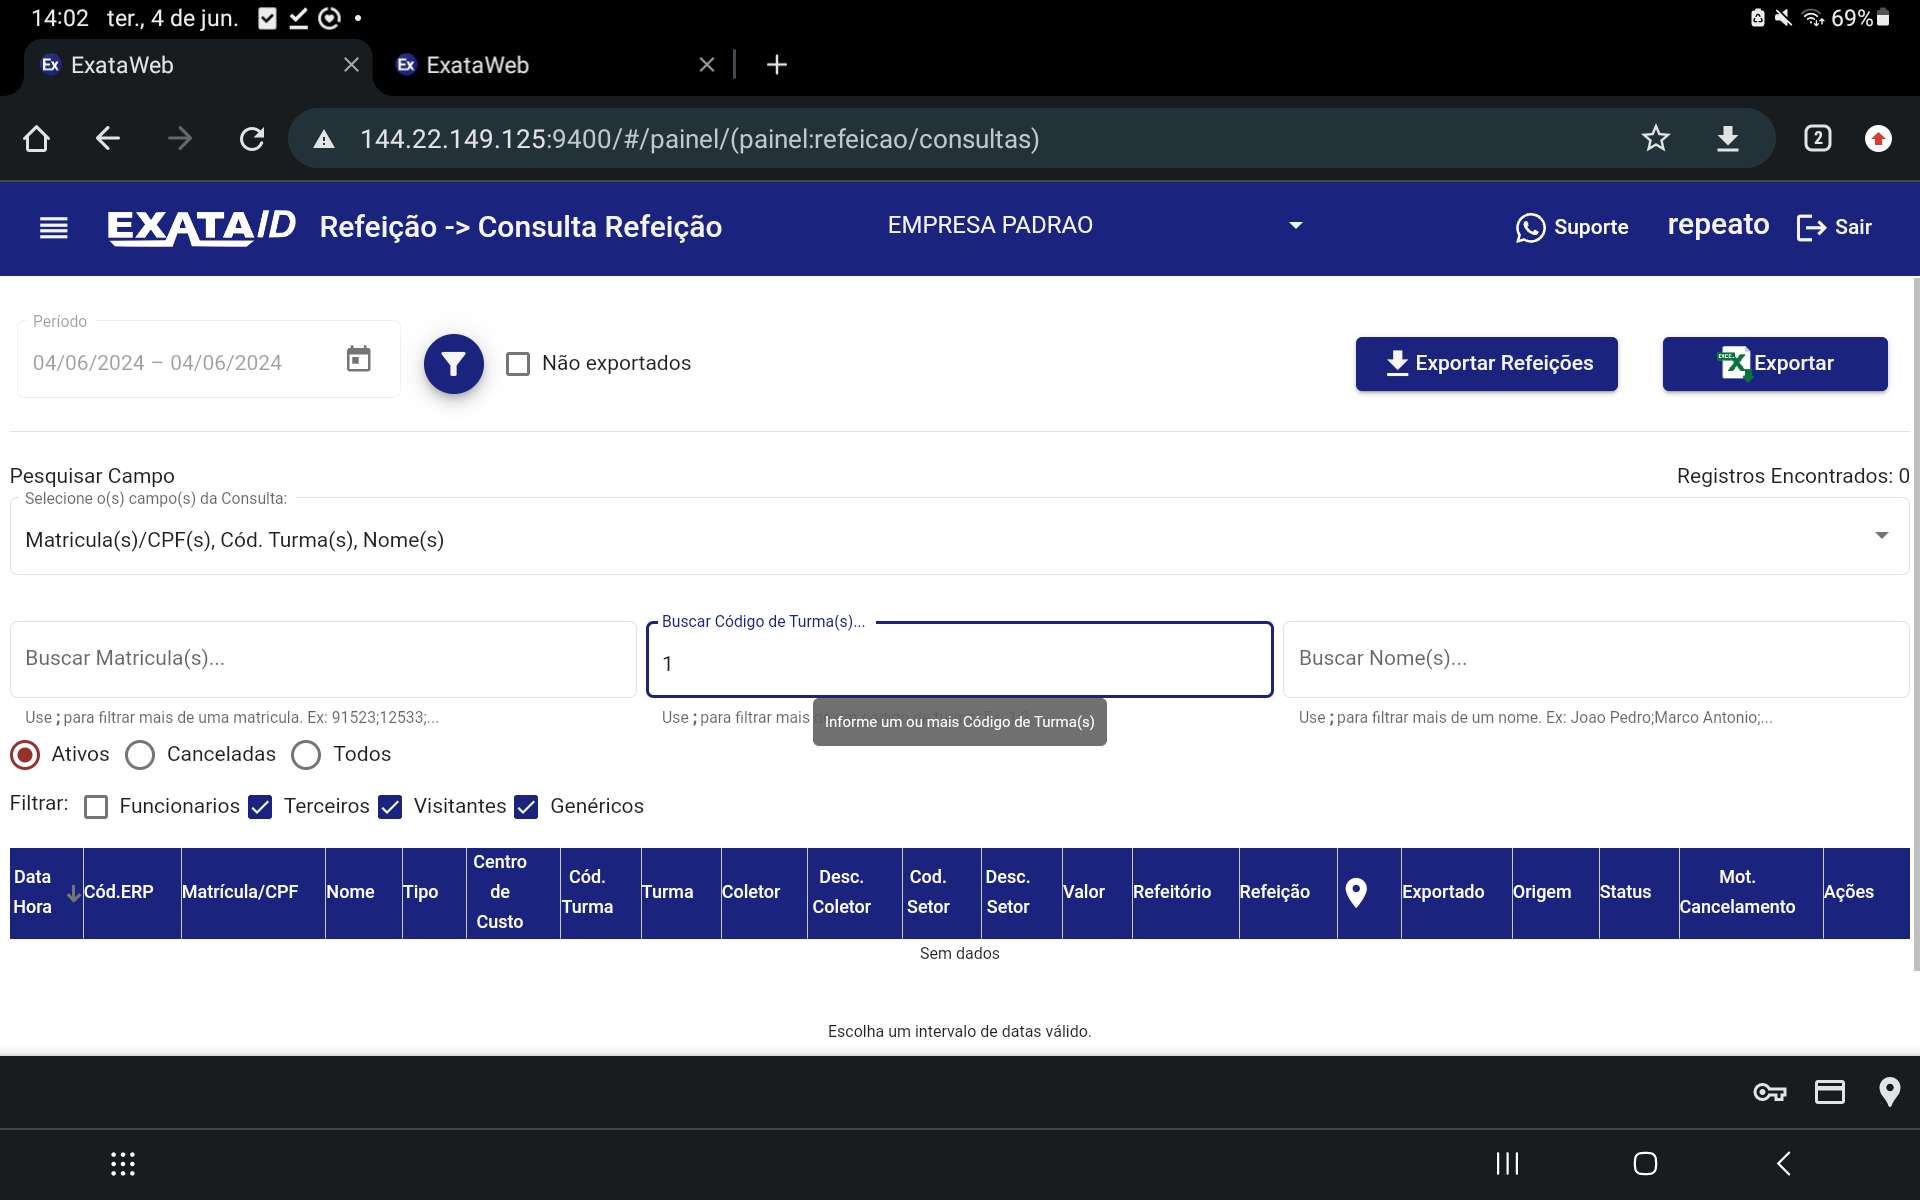 14:02 ter., 4 de jun.
69%
Ex ExataWeb
Ex ExataWeb
144.22.149.125:9400/#/painel/(painel:refeicao/consultas)
2
EXATA ID Refeição -> Consulta Refeição EMPRESA PADRAO Suporte repeato Sair
Período
04/06/2024 – 04/06/2024
Não exportados
Exportar Refeições
Exportar
Pesquisar Campo
Registros Encontrados: 0
Selecione o(s) campo(s) da Consulta:
Matricula(s)/CPF(s), Cód. Turma(s), Nome(s)
Buscar Matricula(s)...
Buscar Código de Turma(s)...
1
Buscar Nome(s)...
Use ; para filtrar mais de uma matricula. Ex: 91523;12533;...
Use ; para filtrar mais
Informe um ou mais Código de Turma(s)
Use ; para filtrar mais de um nome. Ex: Joao Pedro;Marco Antonio;...
Ativos Canceladas Todos
Filtrar: Funcionarios Terceiros Visitantes Genéricos
Data Hora
Cód.ERP
Matrícula/CPF
Nome
Tipo
Centro de Custo
Cód. Turma
Turma
Coletor
Desc. Coletor
Cod. Setor
Desc. Setor
Valor
Refeitório
Refeição
Exportado
Origem
Status
Mot. Cancelamento
Ações
Sem dados
Escolha um intervalo de datas válido.